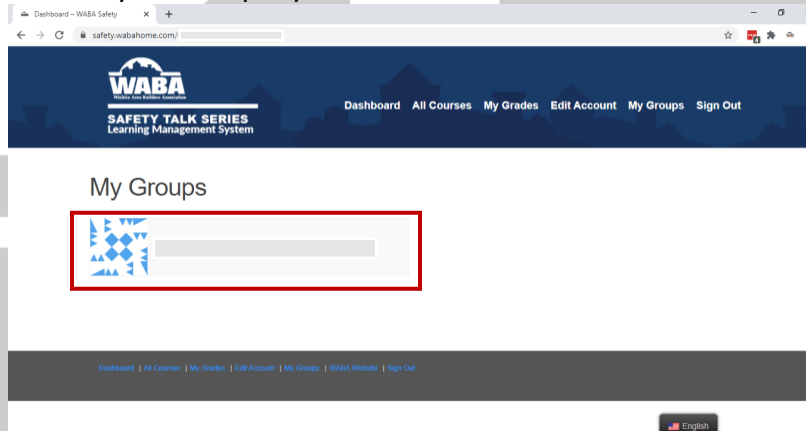 Dashboard – WABA Safety
safety.wabahome.com/
WABA
Wichita Area Builders Association
SAFETY TALK SERIES
Learning Management System
Dashboard All Courses My Grades Edit Account My Groups Sign Out
My Groups
Dashboard | All Courses | My Grades | Edit Account | My Groups | WABA Website | Sign Out
English